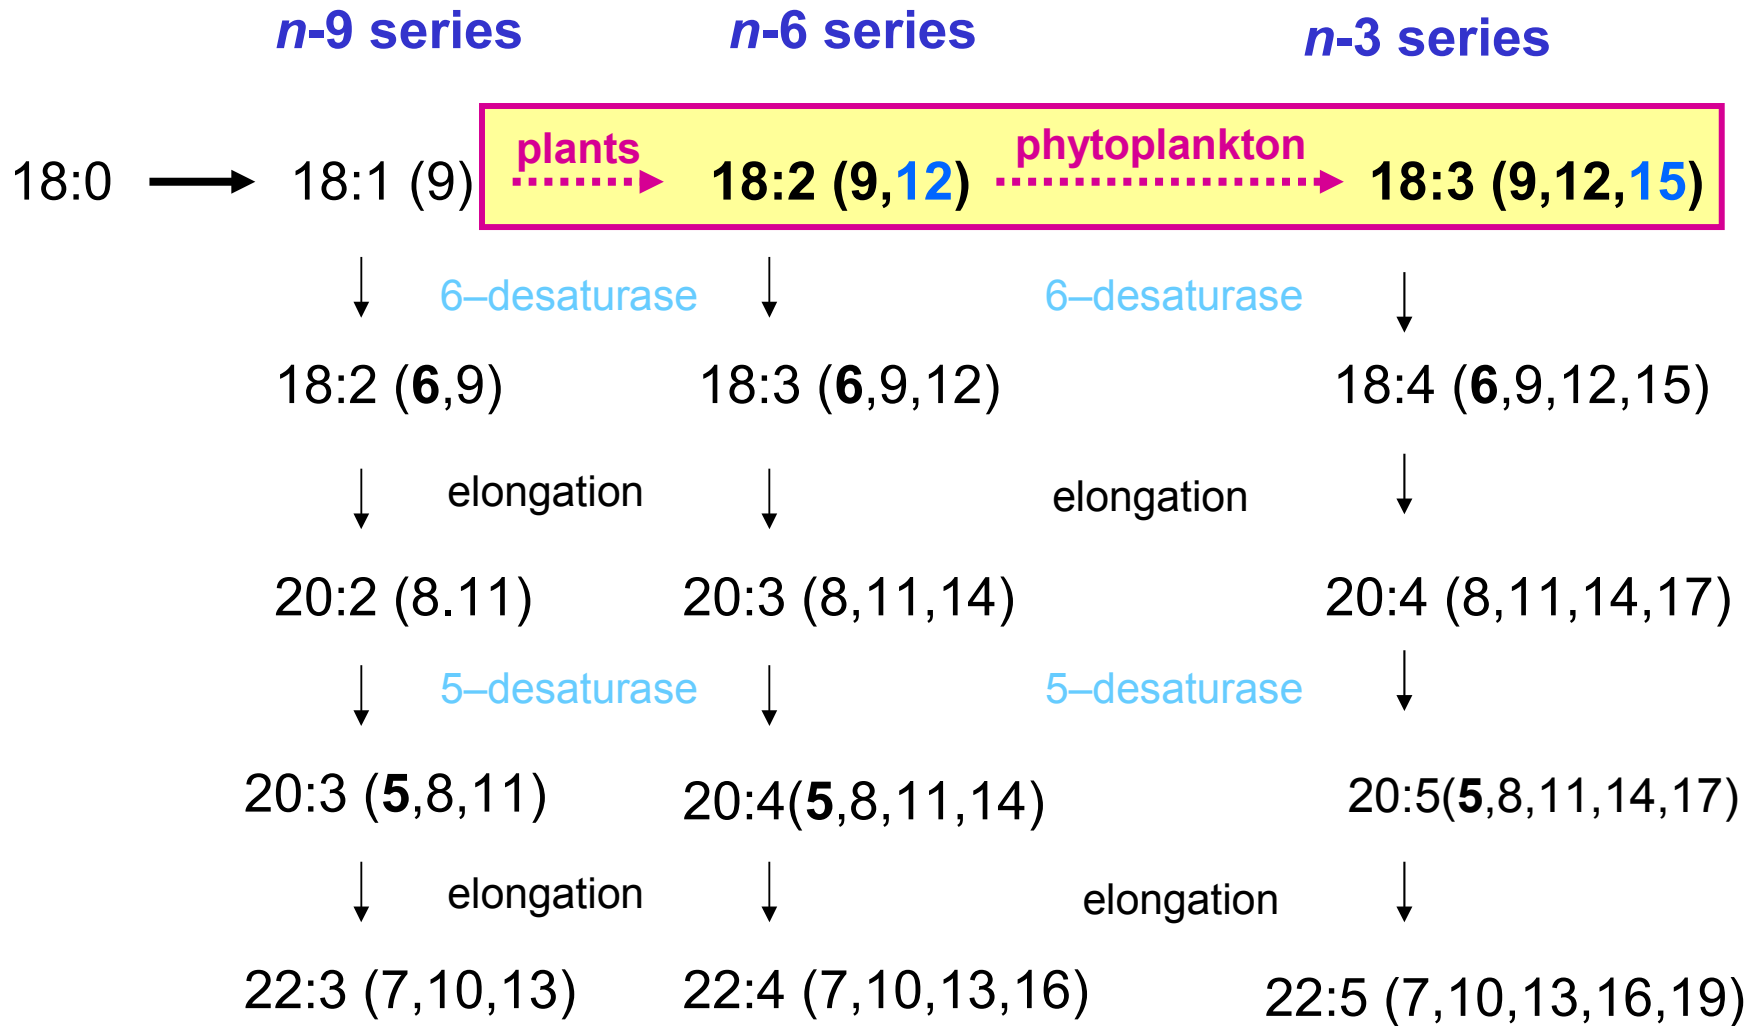 n-9 series n-6 series n-3 series
plants phytoplankton
18:0 18:1 (9) 18:2 (9,12) 18:3 (9,12,15)
6–desaturase 6–desaturase
18:2 (6,9) 18:3 (6,9,12) 18:4 (6,9,12,15)
elongation elongation
20:2 (8.11) 20:3 (8,11,14) 20:4 (8,11,14,17)
5–desaturase 5–desaturase
20:3 (5,8,11) 20:4(5,8,11,14) 20:5(5,8,11,14,17)
elongation elongation
22:3 (7,10,13) 22:4 (7,10,13,16) 22:5 (7,10,13,16,19)